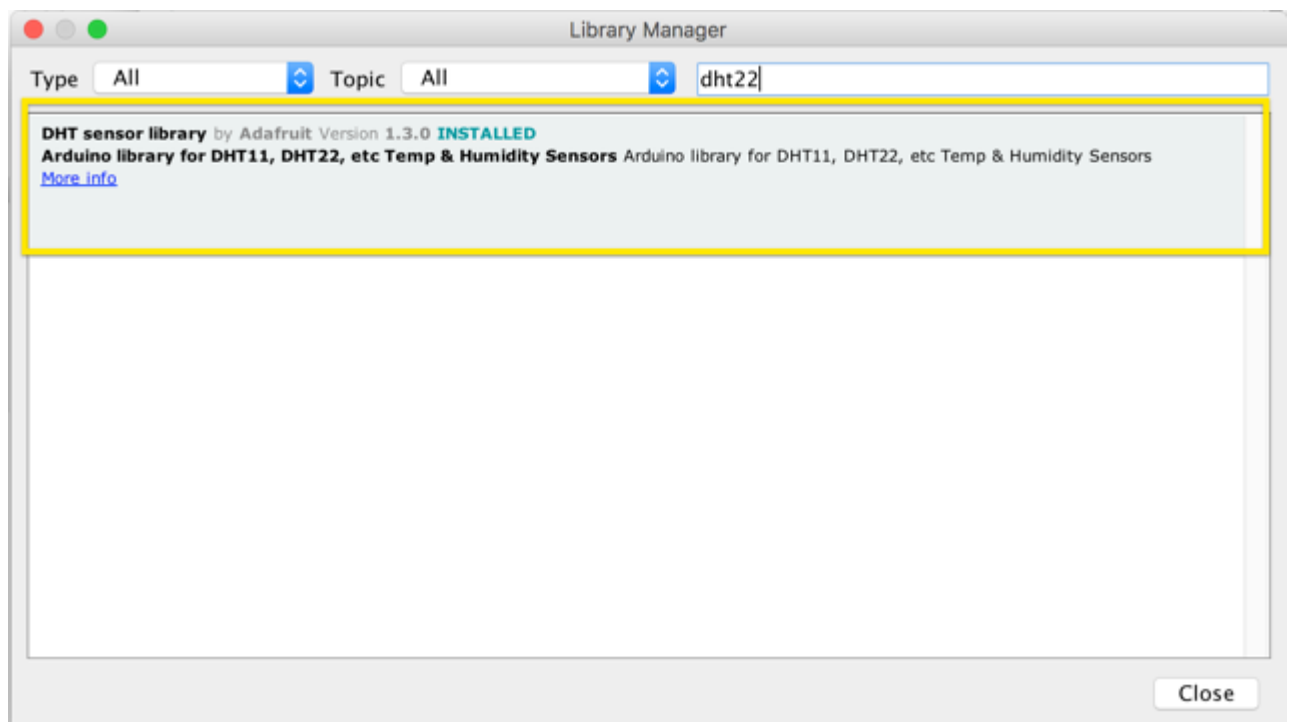 Library Manager
Type All Topic All dht22
DHT sensor library by Adafruit Version 1.3.0 INSTALLED
Arduino library for DHT11, DHT22, etc Temp & Humidity Sensors Arduino library for DHT11, DHT22, etc Temp & Humidity Sensors
More info
Close